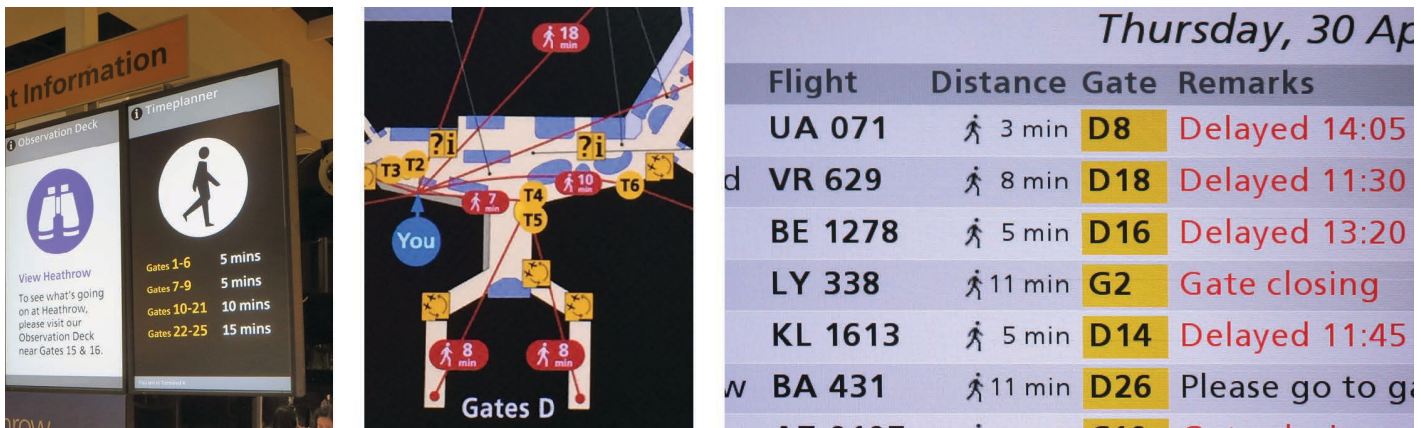 nt Information
Observation Deck
View Heathrow
To see what's going
on at Heathrow,
please visit our
Observation Deck
near Gates 15 & 16.
Timeplanner
Gates 1-6 5 mins
Gates 7-9 5 mins
Gates 10-21 10 mins
Gates 22-25 15 mins
hrow
18
min
?i
?i
T3 T2
10
min
T6
7
min
T4
T5
You
8
min
8
min
Gates D
Thursday, 30 Ap
Flight Distance Gate Remarks
UA 071 3 min D8 Delayed 14:05
d VR 629 8 min D18 Delayed 11:30
BE 1278 5 min D16 Delayed 13:20
LY 338 11 min G2 Gate closing
KL 1613 5 min D14 Delayed 11:45
w BA 431 11 min D26 Please go to ga